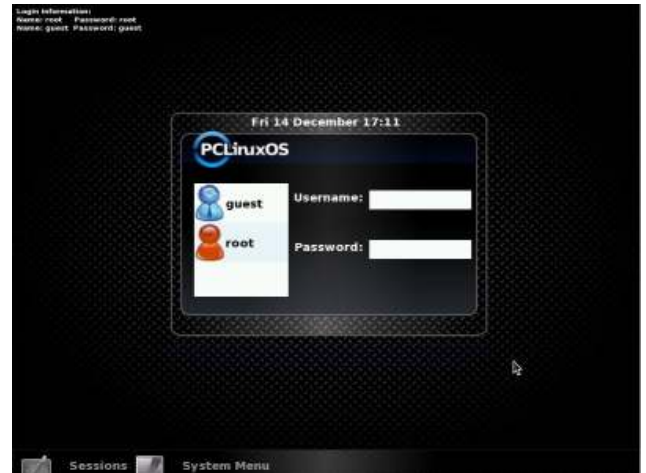 Login information:
Name: root Password: root
Name: guest Password: guest
Fri 14 December 17:11
PCLinuxOS
guest
Username:
root
Password:
Sessions
System Menu